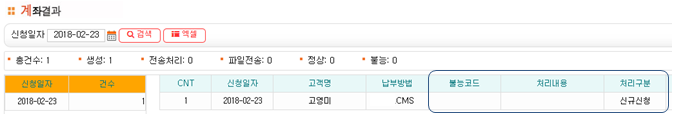 계좌결과
신청일자 2018-02-23 검색 엑셀
총건수: 1 생성: 1 전송처리: 0 파일전송: 0 정상: 0 불능: 0
신청일자 건수 CNT 신청일자 고객명 납부방법 불능코드 처리내용 처리구분
2018-02-23 1 1 2018-02-23 고영미 CMS 신규신청